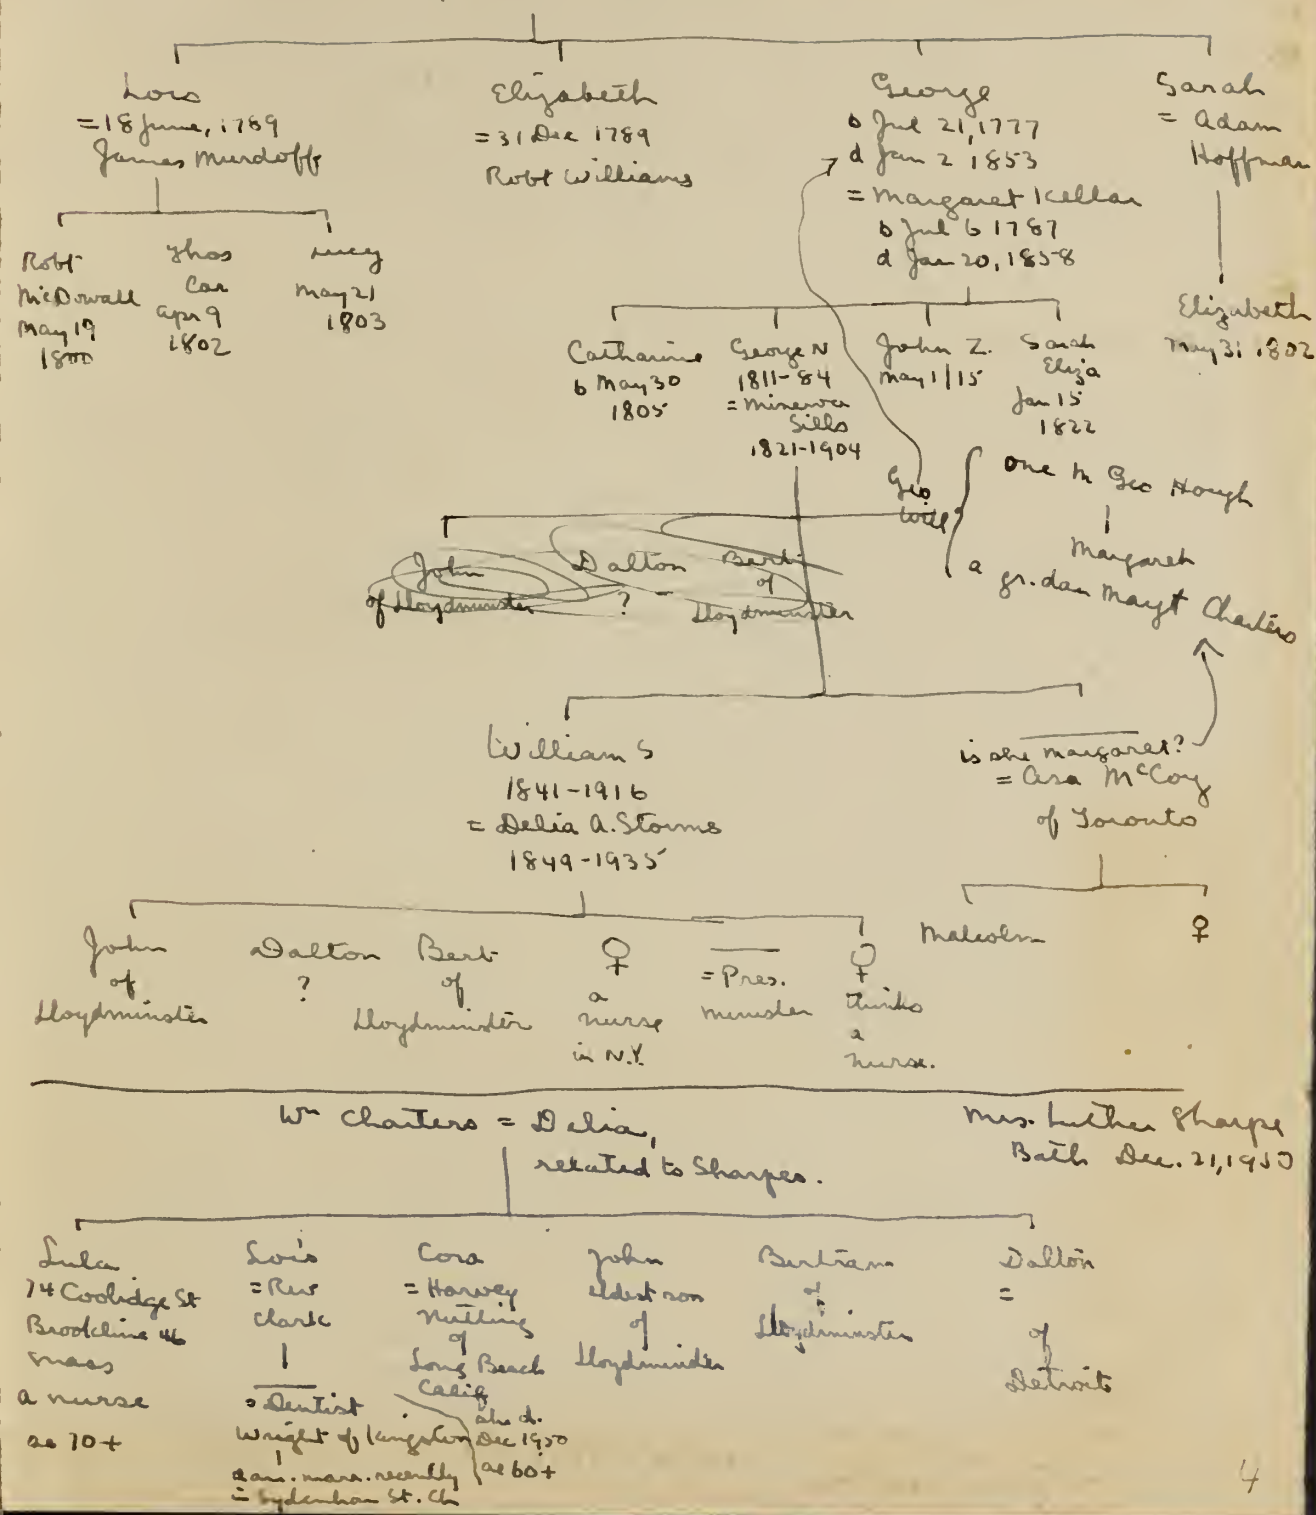 Lois
= 18 June, 1789
James Murdoff
Elizabeth
= 31 Dec 1789
Robt Williams
George
b Jul 21, 1777
d Jan 2 1853
= Margaret Kellar
b Jul 6 1787
d Jan 20, 1858
Sarah
= Adam
Hoffman
Robt
McDowall
May 19
1800
Thos
Car
Apr 9
1802
Lucy
May 21
1803
Catharine
b May 30
1805
George N
1811-84
= Minerva
Sills
1821-1904
John Z.
May 1/15
Sarah
Eliza
Jan 15
1822
Elizabeth
May 31 1802
Geo
Will
one m Geo Hough
Margaret
a gr.dau Margt Charters
John
of Lloydminster
Dalton
?
Bert
of
Lloydminster
William S
1841-1916
= Delia A. Storms
1849-1935
is she Margaret?
= Asa McCoy
of Toronto
John
of
Lloydminster
Dalton
?
Bert
of
Lloydminster
♀
a
nurse
in N.Y.
= Pres.
minister
♀
thinks
a
nurse.
Malcolm
♀
Wm Charters = Delia,
related to Sharpes.
Mrs. Luther Sharpe
Bath Dec. 21, 1950
Lula
74 Coolidge St
Brookline 46
Mass
a nurse
ae 70+
Lois
= Rev
Clark
= Dentist
Wright of Kingston
dau. marr. recently
in Sydenham St. Ch
Cora
= Harvey
Nutting
of
Long Beach
Calif
she d.
Dec 1950
ae 60+
John
eldest son
of
Lloydminster
Bertram
of
Lloydminster
Dalton
=
of
Detroit
4